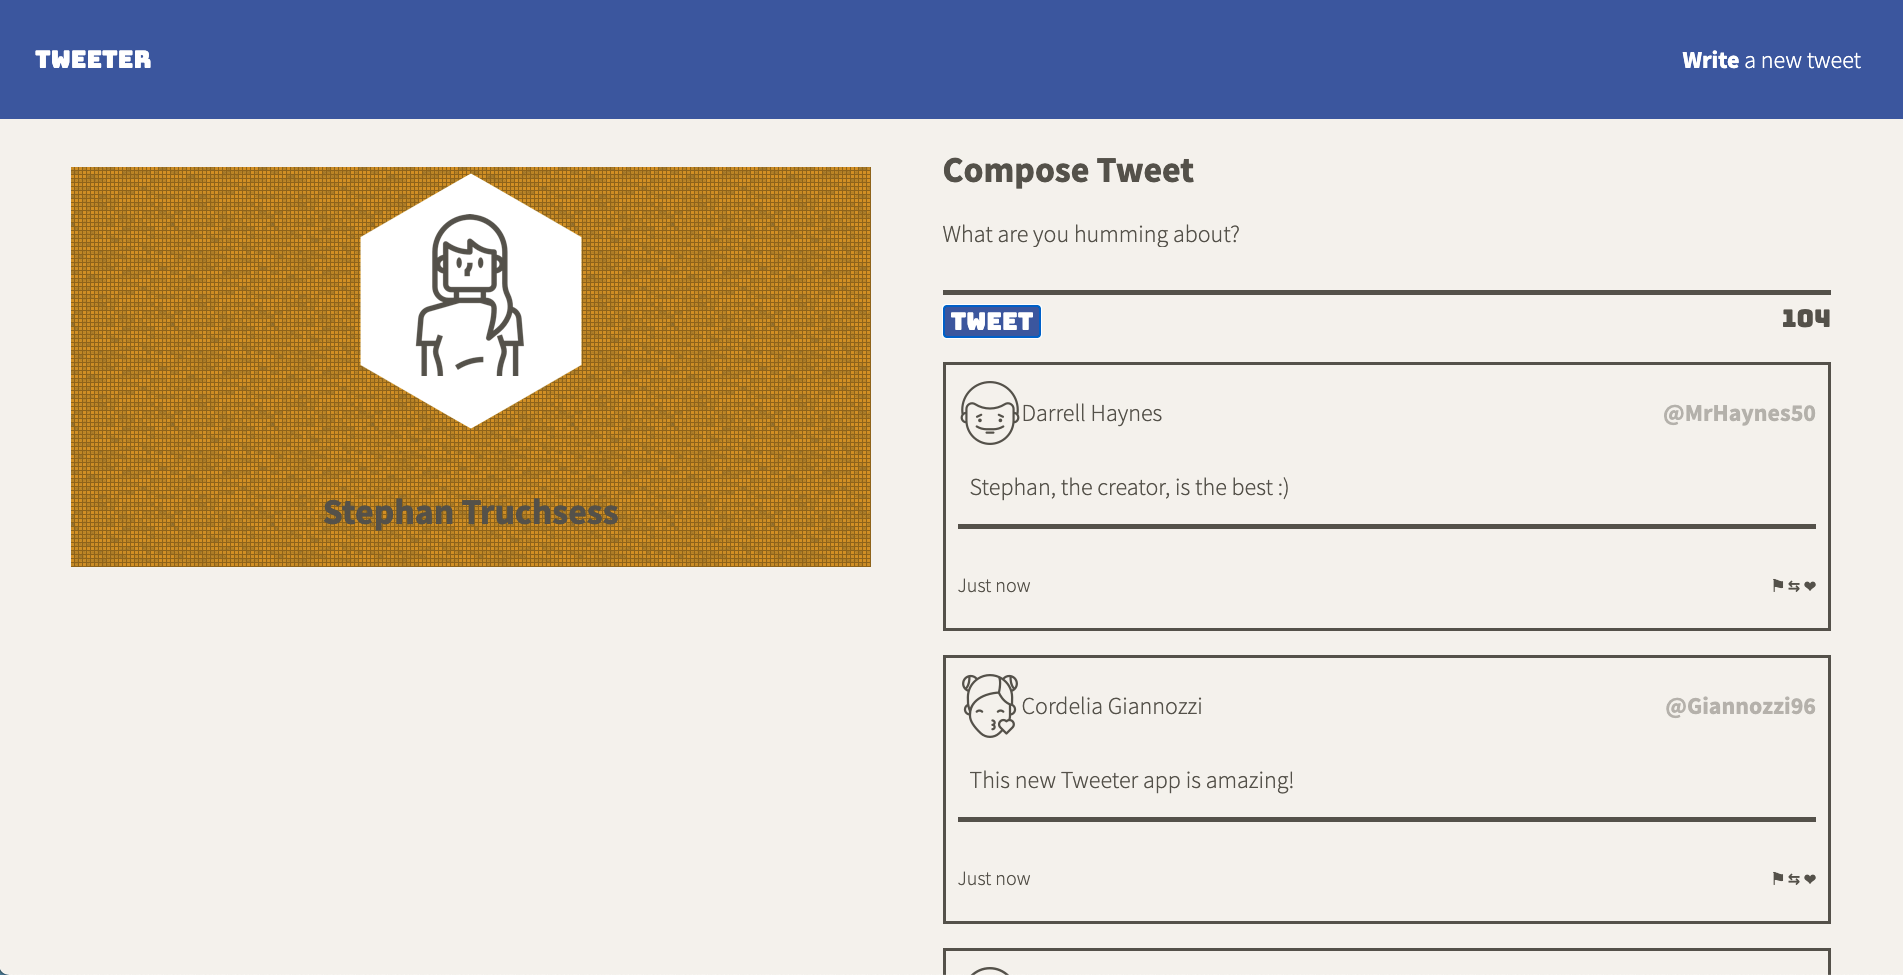 TWEETER
Write a new tweet
Stephan Truchsess
Compose Tweet
What are you humming about?
TWEET
104
Darrell Haynes
@MrHaynes50
Stephan, the creator, is the best :)
Just now
Cordelia Giannozzi
@Giannozzi96
This new Tweeter app is amazing!
Just now